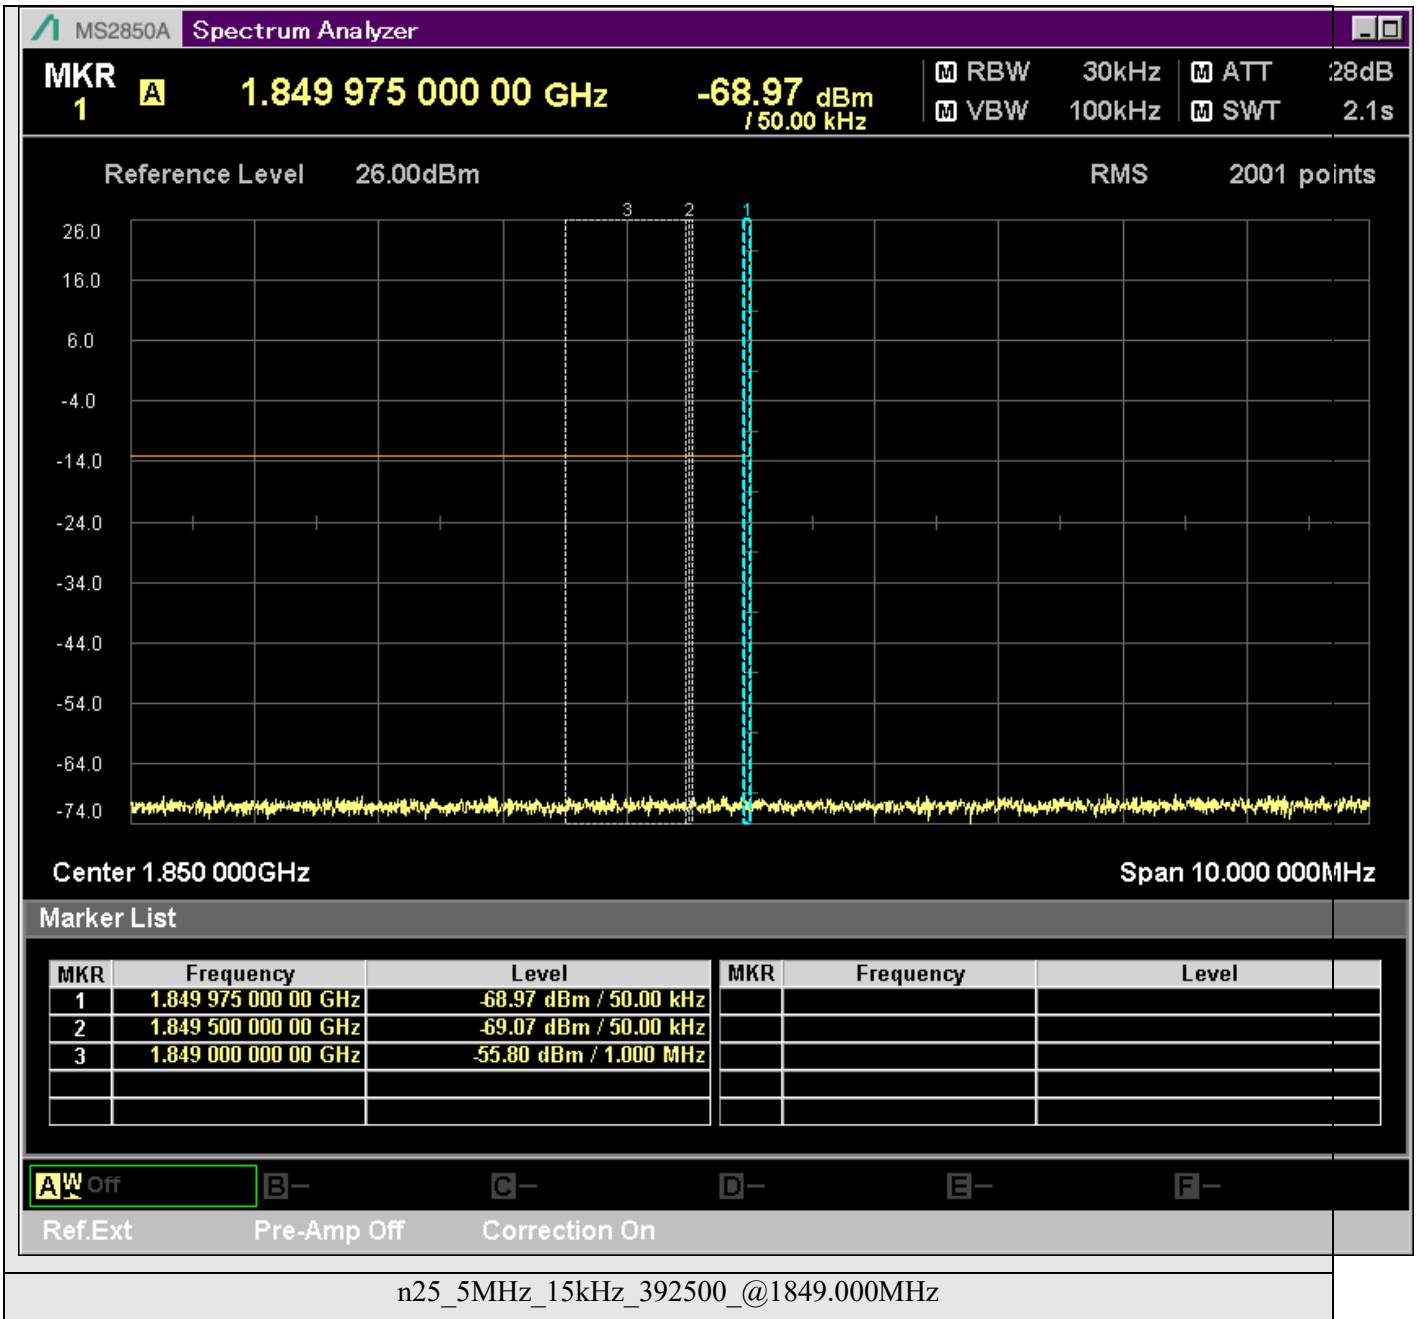 MS2850A Spectrum Analyzer
MKR 1 A 1.849 975 000 00 GHz -68.97 dBm / 50.00 kHz
M RBW 30kHz M ATT 28dB
M VBW 100kHz M SWT 2.1s
Reference Level 26.00dBm RMS 2001 points
3 2 1
26.0
16.0
6.0
-4.0
-14.0
-24.0
-34.0
-44.0
-54.0
-64.0
-74.0
Center 1.850 000GHz Span 10.000 000MHz
Marker List
MKR Frequency Level MKR Frequency Level
1 1.849 975 000 00 GHz -68.97 dBm / 50.00 kHz
2 1.849 500 000 00 GHz -69.07 dBm / 50.00 kHz
3 1.849 000 000 00 GHz -55.80 dBm / 1.000 MHz
A W Off B - C - D - E - F -
Ref.Ext Pre-Amp Off Correction On
n25_5MHz_15kHz_392500_@1849.000MHz